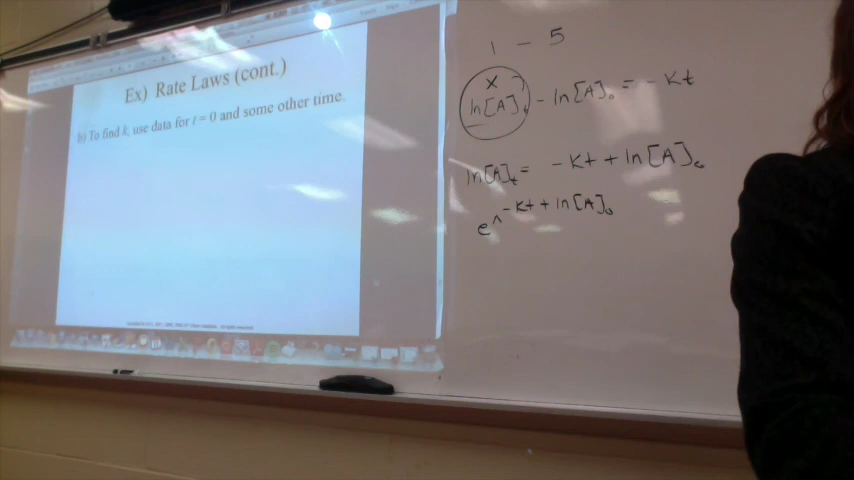 Ex) Rate Laws (cont.)
b) To find k, use data for t = 0 and some other time.
1 - 5
x 7
ln[A]t - ln[A]o = - Kt
ln[A]t = - Kt + ln[A]o
e^ -Kt + ln[A]o